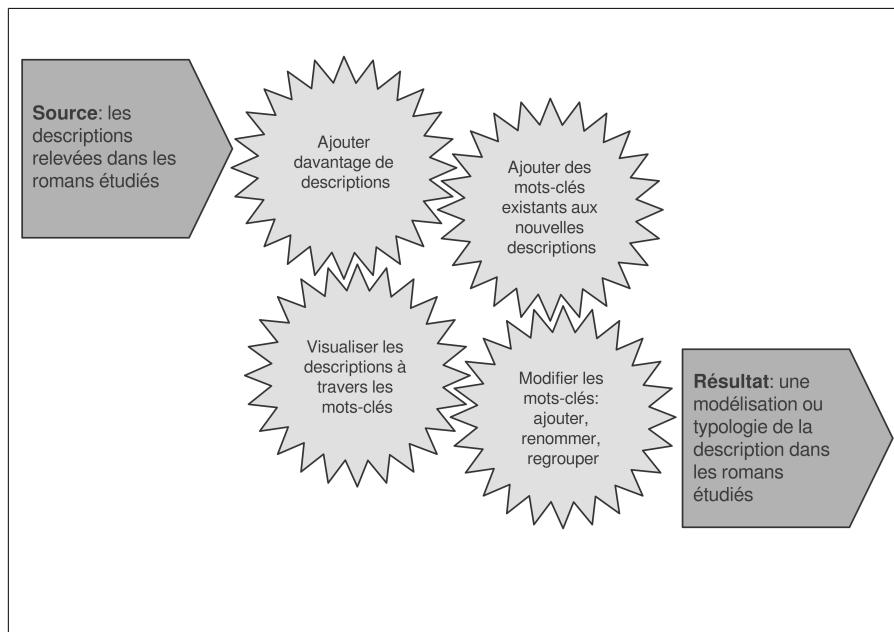 Source: les
descriptions
relevées dans les
romans étudiés
Ajouter
davantage de
descriptions
Ajouter des
mots-clés
existants aux
nouvelles
descriptions
Visualiser les
descriptions à
travers les
mots-clés
Modifier les
mots-clés:
ajouter,
renommer,
regrouper
Résultat: une
modélisation ou
typologie de la
description dans
les romans
étudiés